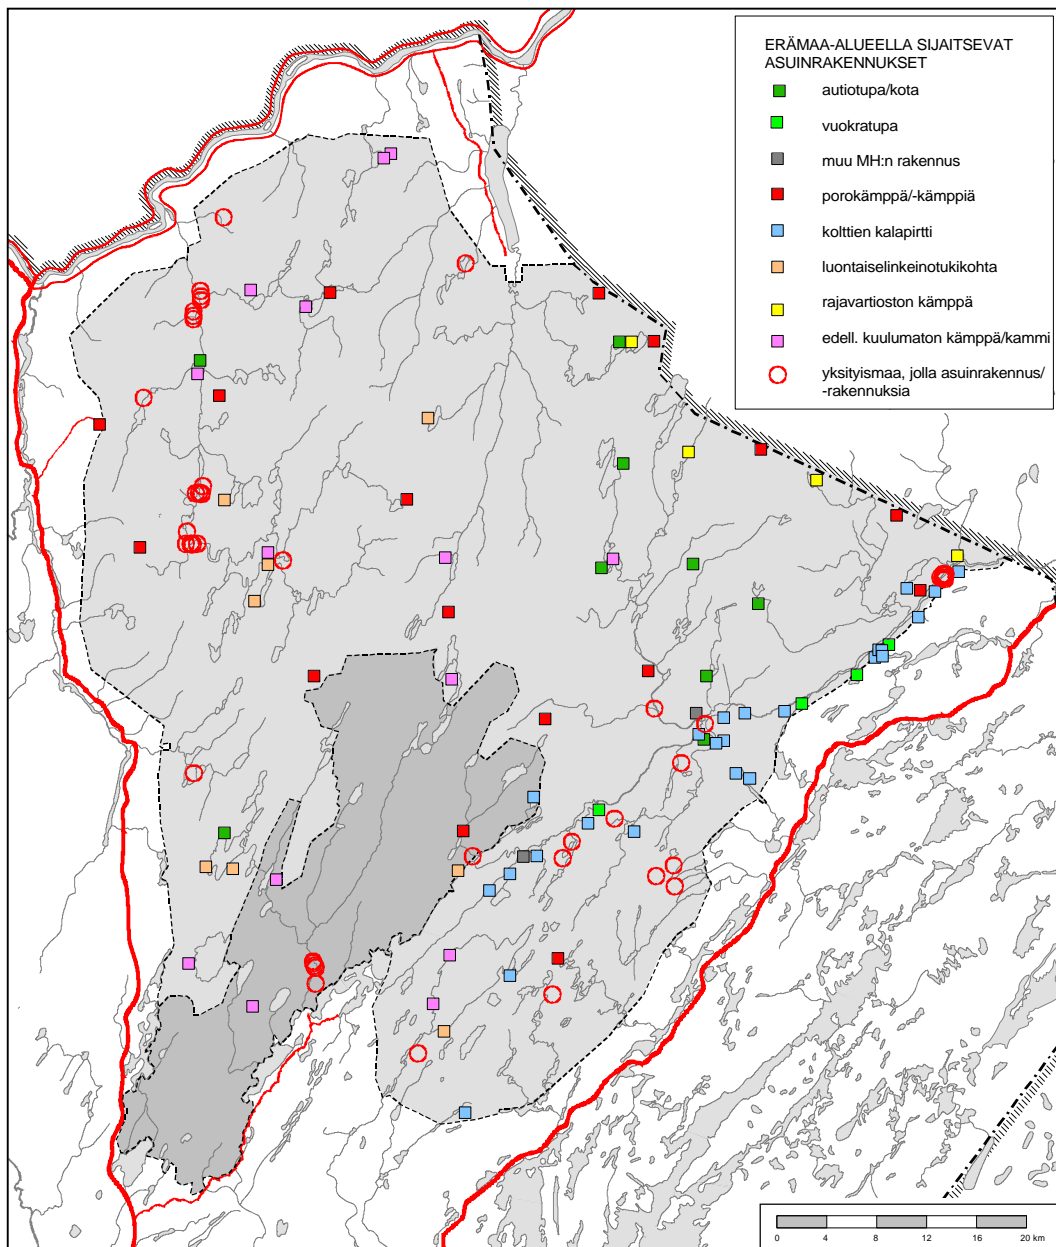 ERÄMAA-ALUEELLA SIJAITSEVAT
ASUINRAKENNUKSET
autiotupa/kota
vuokratupa
muu MH:n rakennus
porokämppä/-kämppiä
kolttien kalapirtti
luontaiselinkeinotukikohta
rajavartioston kämppä
edell. kuulumaton kämppä/kammi
yksityismaa, jolla asuinrakennus/
-rakennuksia
0 4 8 12 16 20 km